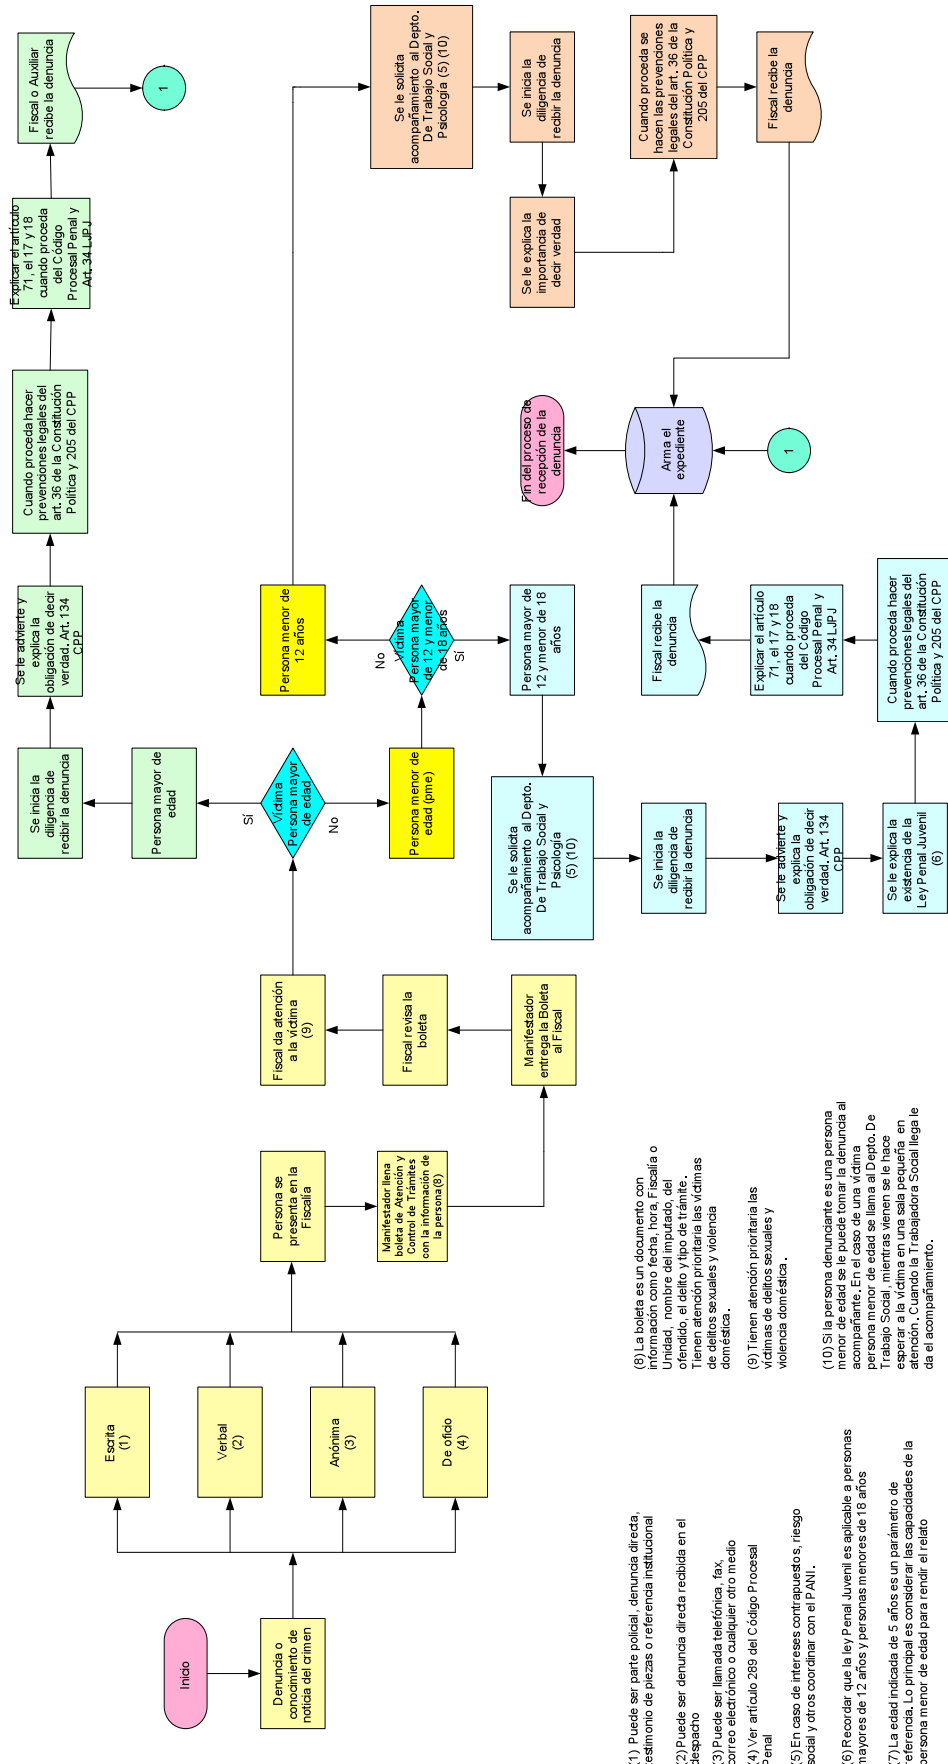 Inicio
Denuncia o
conocimiento de
noticia del crimen
Escrita
(1)
Verbal
(2)
Anónima
(3)
De oficio
(4)
Persona se
presenta en la
Fiscalía
Manifestador llena
boleta de Atención y
Control de Trámites
con la información de
la persona(8)
Manifestador
entrega la Boleta
al Fiscal
Fiscal revisa la
boleta
Fiscal da atención
a la víctima
(9)
Víctima
Persona mayor
de edad
Sí
No
Persona mayor de
edad
Se inicia la
diligencia de
recibir la denuncia
Se le advierte y
explica la
obligación de decir
verdad. Art. 134
CPP
Cuando proceda hacer
prevenciones legales del
art. 36 de la Constitución
Política y 205 del CPP
Explicar el artículo
71, el 17 y 18
cuando proceda
del Código
Procesal Penal y
Art. 34 LJPJ
Fiscal o Auxiliar
recibe la denuncia
1
Persona menor de
edad (pme)
Víctima
Persona mayor
de 12 y menor
de 18 años
No
Sí
Persona menor de
12 años
Se le solicita
acompañamiento al Depto.
De Trabajo Social y
Psicología (5) (10)
Se inicia la
diligencia de
recibir la denuncia
Se le explica la
importancia de
decir verdad
Cuando proceda se
hacen las prevenciones
legales del art. 36 de la
Constitución Política y
205 del CPP
Fiscal recibe la
denuncia
Persona mayor de
12 y menor de 18
años
Se le solicita
acompañamiento al Depto.
De Trabajo Social y
Psicología
(5) (10)
Se inicia la
diligencia de
recibir la denuncia
Se le advierte y
explica la
obligación de decir
verdad. Art. 134
CPP
Se le explica la
existencia de la
Ley Penal Juvenil
(6)
Cuando proceda hacer
prevenciones legales del
art. 36 de la Constitución
Política y 205 del CPP
Explicar el artículo
71, el 17 y 18
cuando proceda
del Código
Procesal Penal y
Art. 34 LJPJ
Fiscal recibe la
denuncia
Arma el
expediente
1
Fin del proceso de
recepción de la
denuncia
(1) Puede ser parte policial, denuncia directa,
testimonio de piezas o referencia institucional
(2) Puede ser denuncia directa recibida en el
despacho
(3) Puede ser llamada telefónica, fax,
correo electrónico o cualquier otro medio
(4) Ver artículo 289 del Código Procesal
Penal
(5) En caso de intereses contrapuestos, riesgo
social y otros coordinar con el PANI.
(6) Recordar que la ley Penal Juvenil es aplicable a personas
mayores de 12 años y personas menores de 18 años
(7) La edad indicada de 5 años es un parámetro de
referencia. Lo principal es considerar las capacidades de la
persona menor de edad para rendir el relato
(8) La boleta es un documento con
información como fecha, hora, Fiscalía o
Unidad, nombre del imputado, del
ofendido, el delito y tipo de trámite.
Tienen atención prioritaria las víctimas
de delitos sexuales y violencia
doméstica.
(9) Tienen atención prioritaria las
víctimas de delitos sexuales y
violencia doméstica.
(10) Si la persona denunciante es una persona
menor de edad se le puede tomar la denuncia al
acompañante. En el caso de una víctima
persona menor de edad se llama al Depto. De
Trabajo Social, mientras vienen se le hace
esperar a la víctima en una sala pequeña en
atención. Cuando la Trabajadora Social llega le
da el acompañamiento.